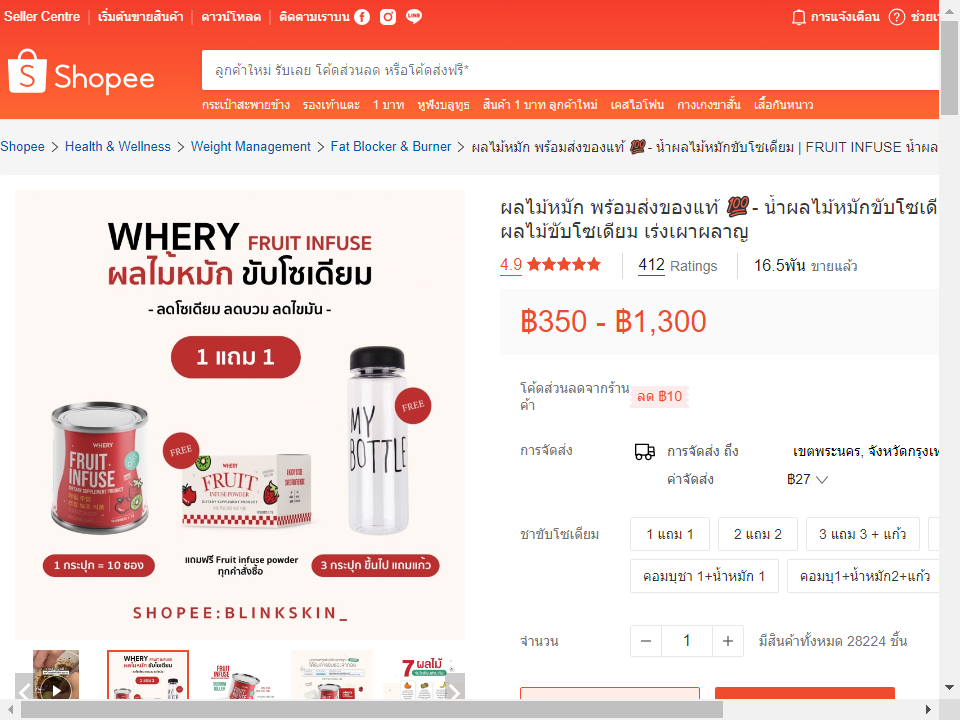 Seller Centre
เริ่มต้นขายสินค้า
ดาวน์โหลด
ติดตามเราบน
การแจ้งเตือน
Shopee
ลูกค้าใหม่ รับเลย โค้ดส่วนลด หรือโค้ดส่งฟรี*
กระเป๋าสะพายข้าง รองเท้าแตะ 1 บาท หูฟังบลูทูธ สินค้า 1 บาท ลูกค้าใหม่ เคสไอโฟน กางเกงขาสั้น เสื้อกันหนาว
Shopee > Health & Wellness > Weight Management > Fat Blocker & Burner > ผลไม้หมัก พร้อมส่งของแท้ 💯 - น้ำผลไม้หมักขับโซเดียม | FRUIT INFUSE
WHERY FRUIT INFUSE
ผลไม้หมัก ขับโซเดียม
- ลดโซเดียม ลดบวม ลดไขมัน -
1 แถม 1
WHERY
FRUIT
INFUSE
DIETARY SUPPLEMENT PRODUCT
FREE
WHERY
FRUIT
INFUSE POWDER
MY
BOTTLE
FREE
1 กระปุก = 10 ซอง
แถมฟรี Fruit infuse powder
ทุกคำสั่งซื้อ
3 กระปุก ขึ้นไป แถมแก้ว
SHOPEE:BLINKSKIN_
7 ผลไม้
ผลไม้หมัก พร้อมส่งของแท้ 💯 - น้ำผลไม้หมักขับโซเดี
ผลไม้ขับโซเดียม เร่งเผาผลาญ
4.9
412 Ratings
16.5พัน ขายแล้ว
฿350 - ฿1,300
โค้ดส่วนลดจากร้าน
ค้า
ลด ฿10
การจัดส่ง
การจัดส่ง ถึง
เขตพระนคร, จังหวัดกรุงเท
ค่าจัดส่ง
฿27
ชาขับโซเดียม
1 แถม 1
2 แถม 2
3 แถม 3 + แก้ว
คอมบุชา 1+น้ำหมัก 1
คอมบุ1+น้ำหมัก2+แก้ว
จำนวน
1
มีสินค้าทั้งหมด 28224 ชิ้น